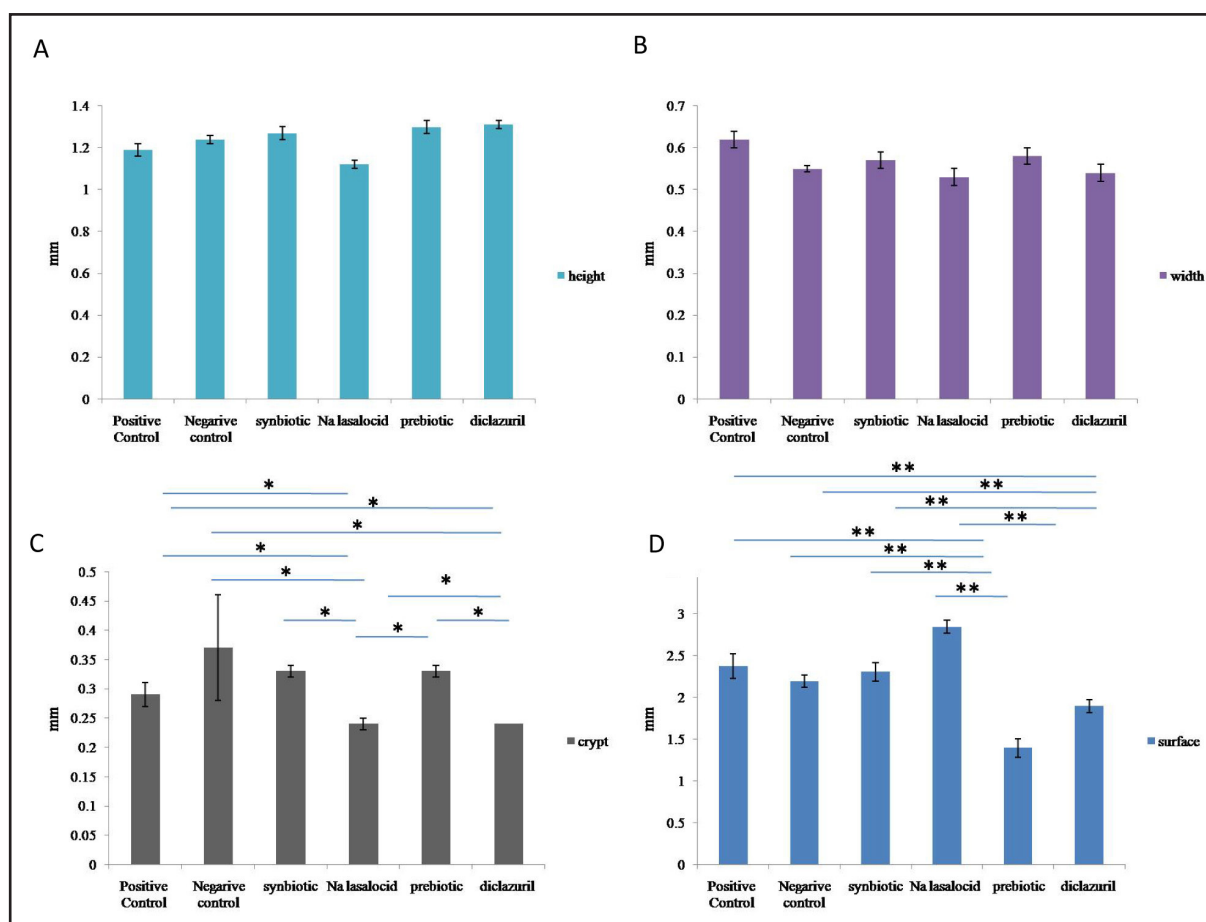 A
1.4
1.2
1
0.8
0.6
0.4
0.2
0
mm
Positive Control
Negarive control
synbiotic
Na lasalocid
prebiotic
diclazuril
height
B
0.7
0.6
0.5
0.4
0.3
0.2
0.1
0
mm
Positive Control
Negarive control
synbiotic
Na lasalocid
prebiotic
diclazuril
width
C
*
*
*
*
*
*
*
*
*
0.5
0.45
0.4
0.35
0.3
0.25
0.2
0.15
0.1
0.05
0
mm
Positive Control
Negarive control
synbiotic
Na lasalocid
prebiotic
diclazuril
crypt
D
**
**
**
**
**
**
**
**
3
2.5
2
1.5
1
0.5
0
mm
Positive Control
Negarive control
synbiotic
Na lasalocid
prebiotic
diclazuril
surface